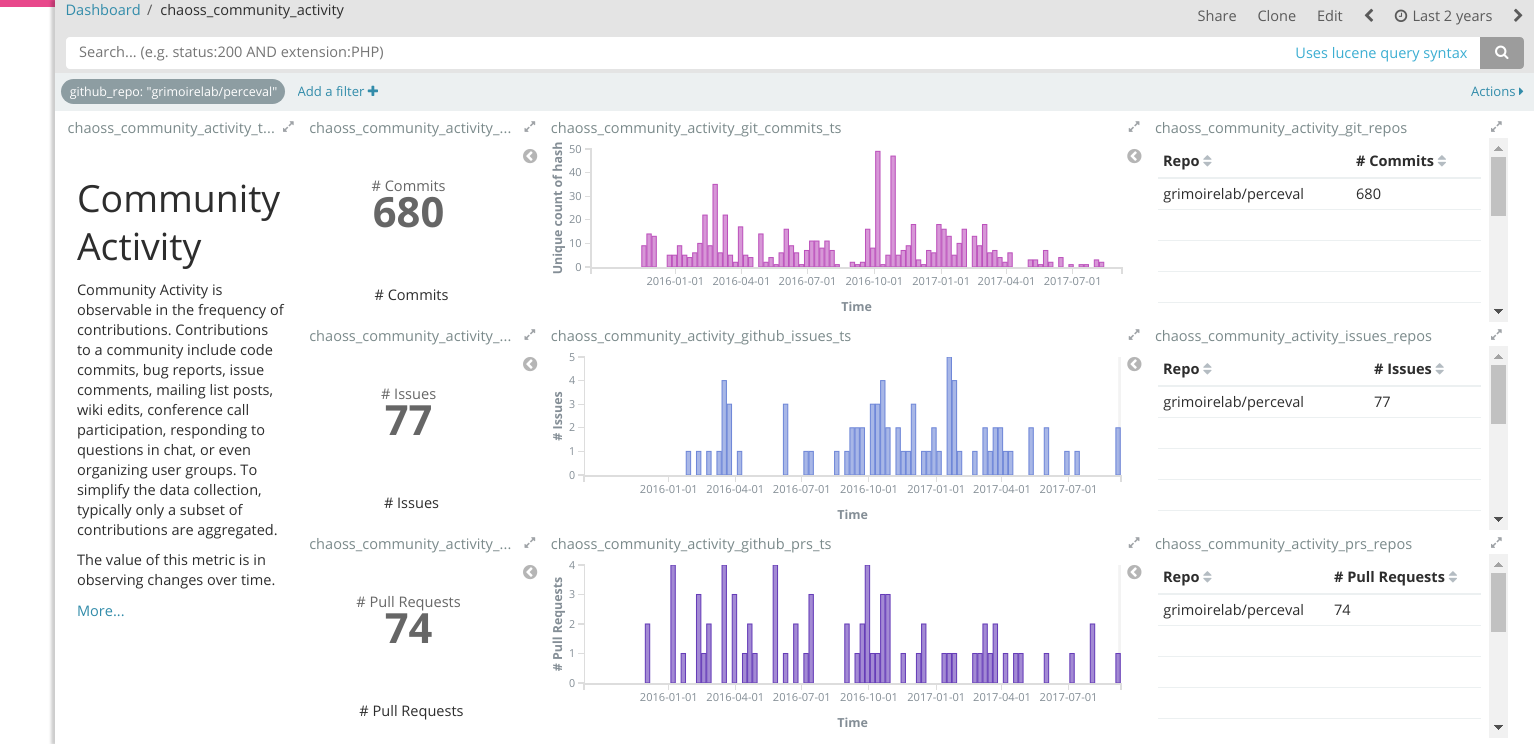 Dashboard / chaoss_community_activity
Share Clone Edit Last 2 years
Search... (e.g. status:200 AND extension:PHP)
Uses lucene query syntax
github_repo: "grimoirelab/perceval"
Add a filter
Actions
chaoss_community_activity_t...
Community
Activity
Community Activity is
observable in the frequency of
contributions. Contributions
to a community include code
commits, bug reports, issue
comments, mailing list posts,
wiki edits, conference call
participation, responding to
questions in chat, or even
organizing user groups. To
simplify the data collection,
typically only a subset of
contributions are aggregated.
The value of this metric is in
observing changes over time.
More...
chaoss_community_activity_...
# Commits
680
# Commits
chaoss_community_activity_git_commits_ts
Unique count of hash
50
40
30
20
10
0
2016-01-01 2016-04-01 2016-07-01 2016-10-01 2017-01-01 2017-04-01 2017-07-01
Time
chaoss_community_activity_git_repos
Repo # Commits
grimoirelab/perceval 680
chaoss_community_activity_...
# Issues
77
# Issues
chaoss_community_activity_github_issues_ts
# Issues
5
4
3
2
1
0
2016-01-01 2016-04-01 2016-07-01 2016-10-01 2017-01-01 2017-04-01 2017-07-01
Time
chaoss_community_activity_issues_repos
Repo # Issues
grimoirelab/perceval 77
chaoss_community_activity_...
# Pull Requests
74
# Pull Requests
chaoss_community_activity_github_prs_ts
# Pull Requests
4
3
2
1
0
2016-01-01 2016-04-01 2016-07-01 2016-10-01 2017-01-01 2017-04-01 2017-07-01
Time
chaoss_community_activity_prs_repos
Repo # Pull Requests
grimoirelab/perceval 74